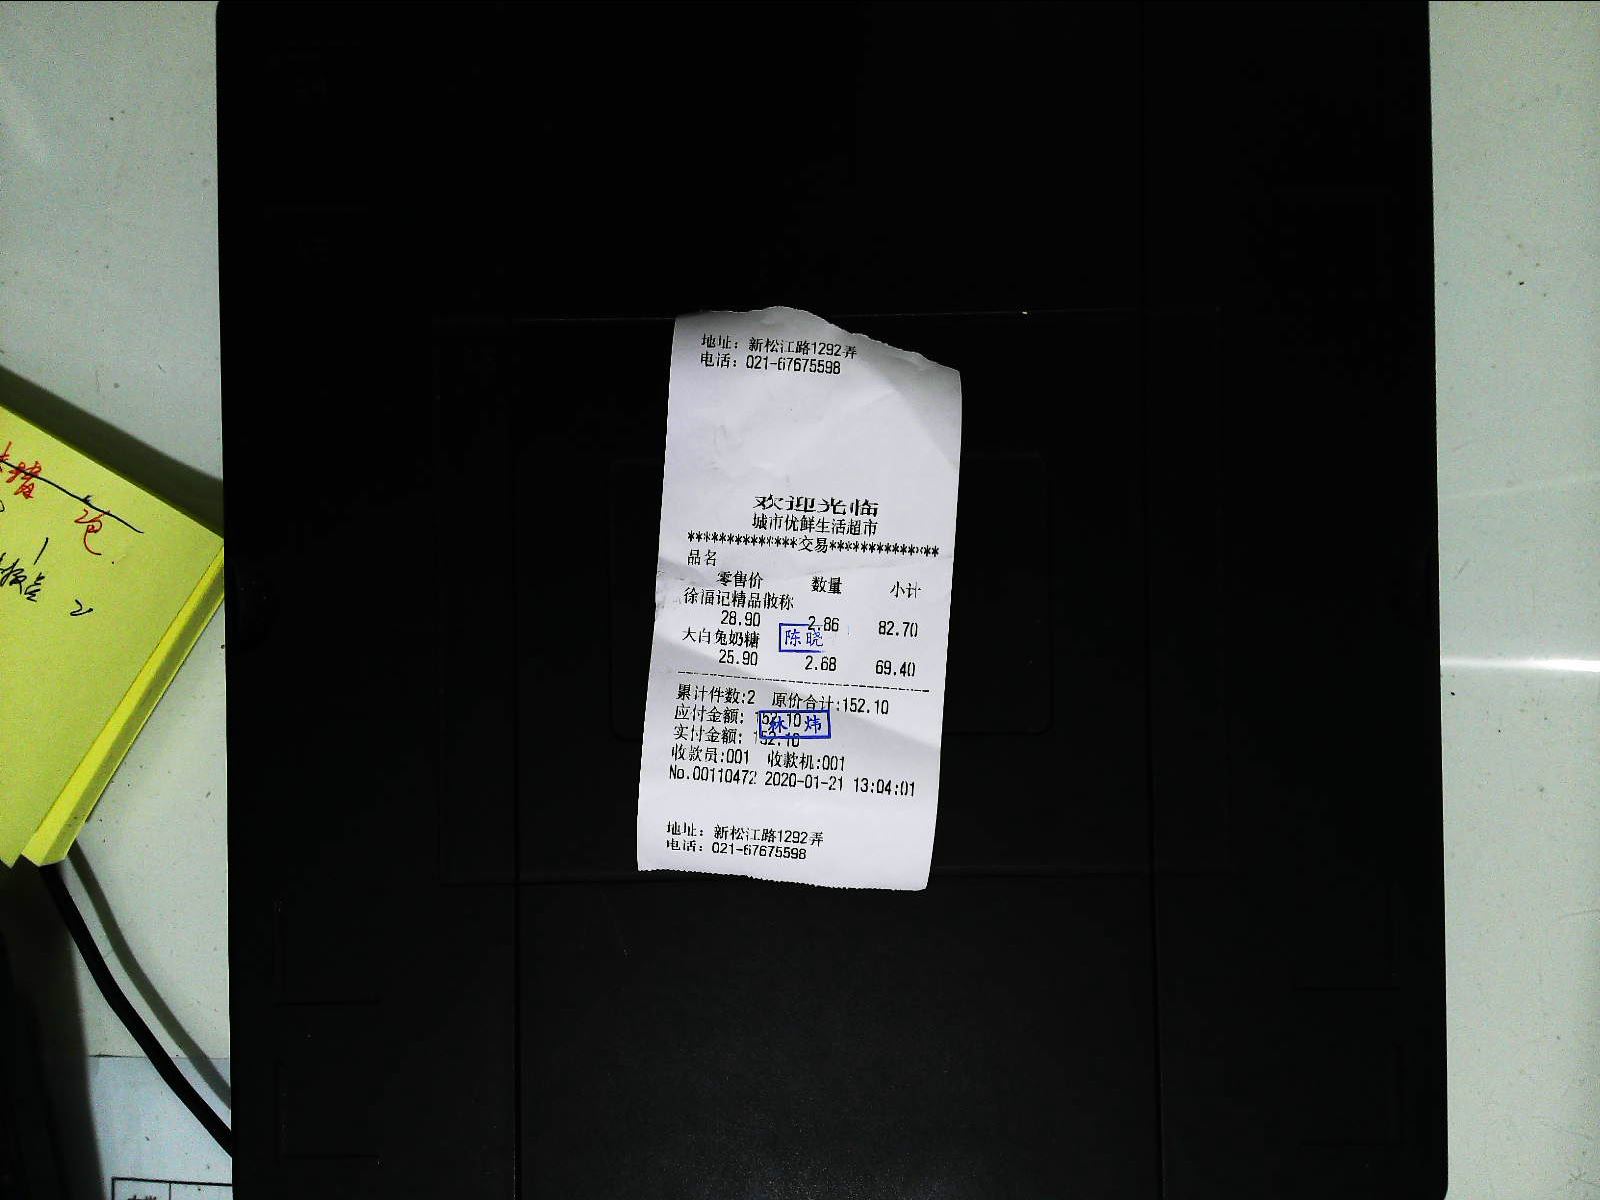 地址：新松江路1292弄
电话：021-67675598
欢迎光临
城市优鲜生活超市
*************交易**************
品名
零售价 数量 小计
徐福记精品散称
28.90 2.86 82.70
大白兔奶糖 陈晓
25.90 2.68 69.40
累计件数:2 原价合计:152.10
应付金额: 152.10
林炜
实付金额: 152.10
收款员:001 收款机:001
No.00110472 2020-01-21 13:04:01
地址：新松江路1292弄
电话：021-67675598